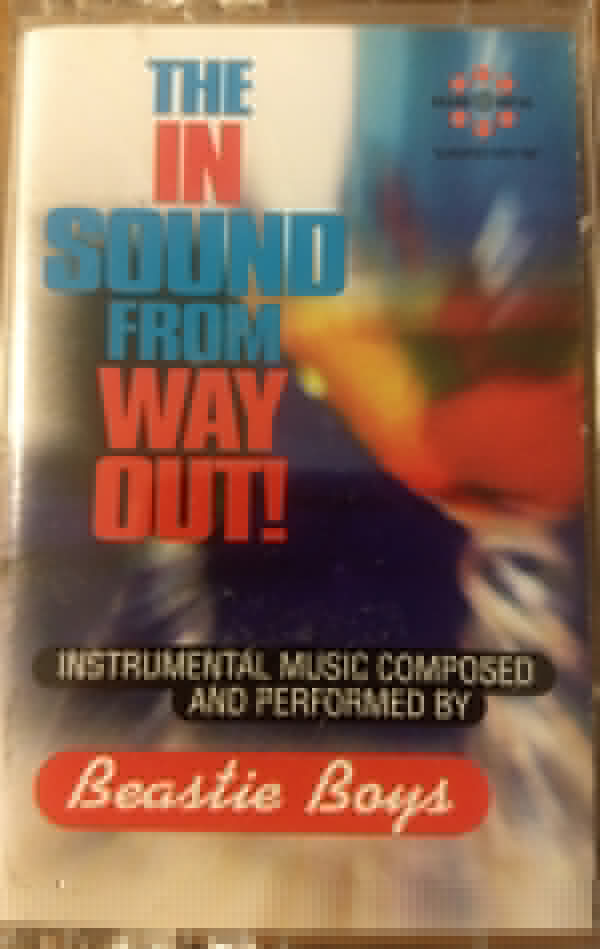 THE
IN
SOUND
FROM
WAY
OUT!
INSTRUMENTAL MUSIC COMPOSED
AND PERFORMED BY
Beastie Boys